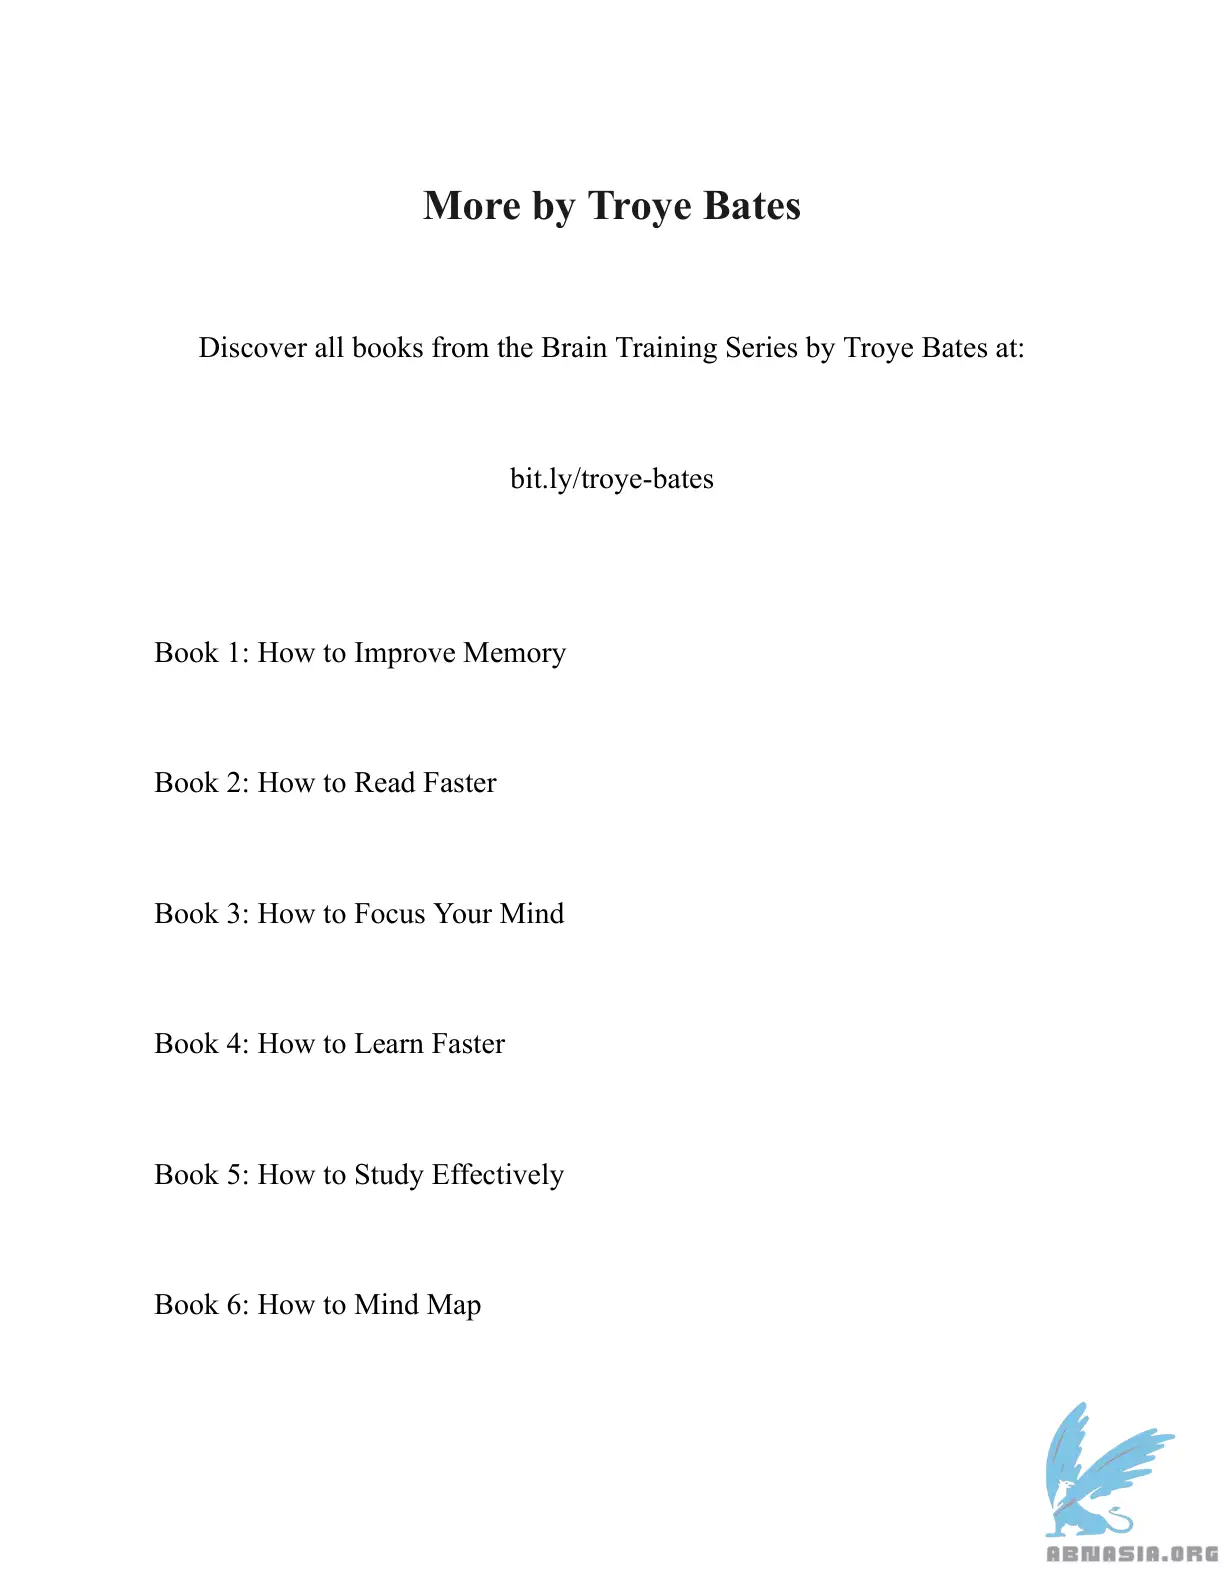 More by Troye Bates
Discover all books from the Brain Training Series by Troye Bates at:
bit.ly/troye-bates
Book 1: How to Improve Memory
Book 2: How to Read Faster
Book 3: How to Focus Your Mind
Book 4: How to Learn Faster
Book 5: How to Study Effectively
Book 6: How to Mind Map
ABNASIA.ORG